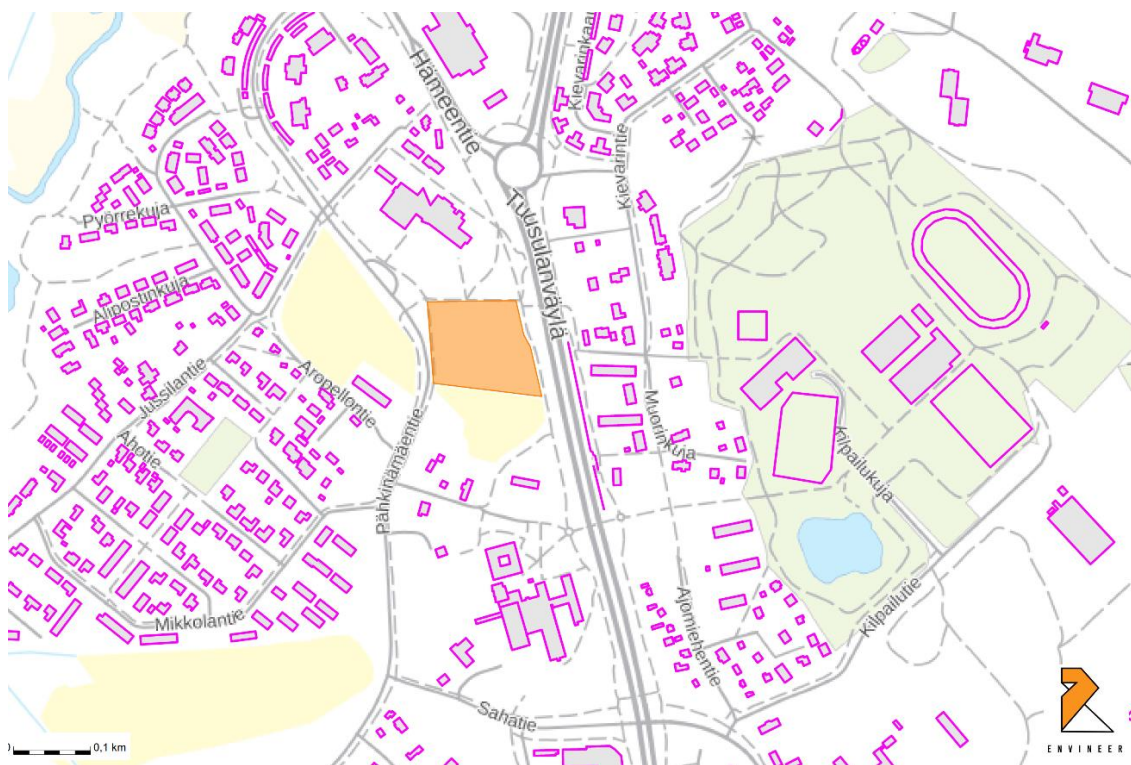 Kievarinkaa
Hämeentie
Kievarintie
Tuusulanväylä
Pyörrekuja
Alipostinkuja
Aropellontie
Jussilantie
Muorinkuja
Ahotie
Kilpailukuja
Pähkinämäentie
Ajomiehentie
Mikkolantie
Kilpailutie
Sahatie
0,1 km
ENVINEER